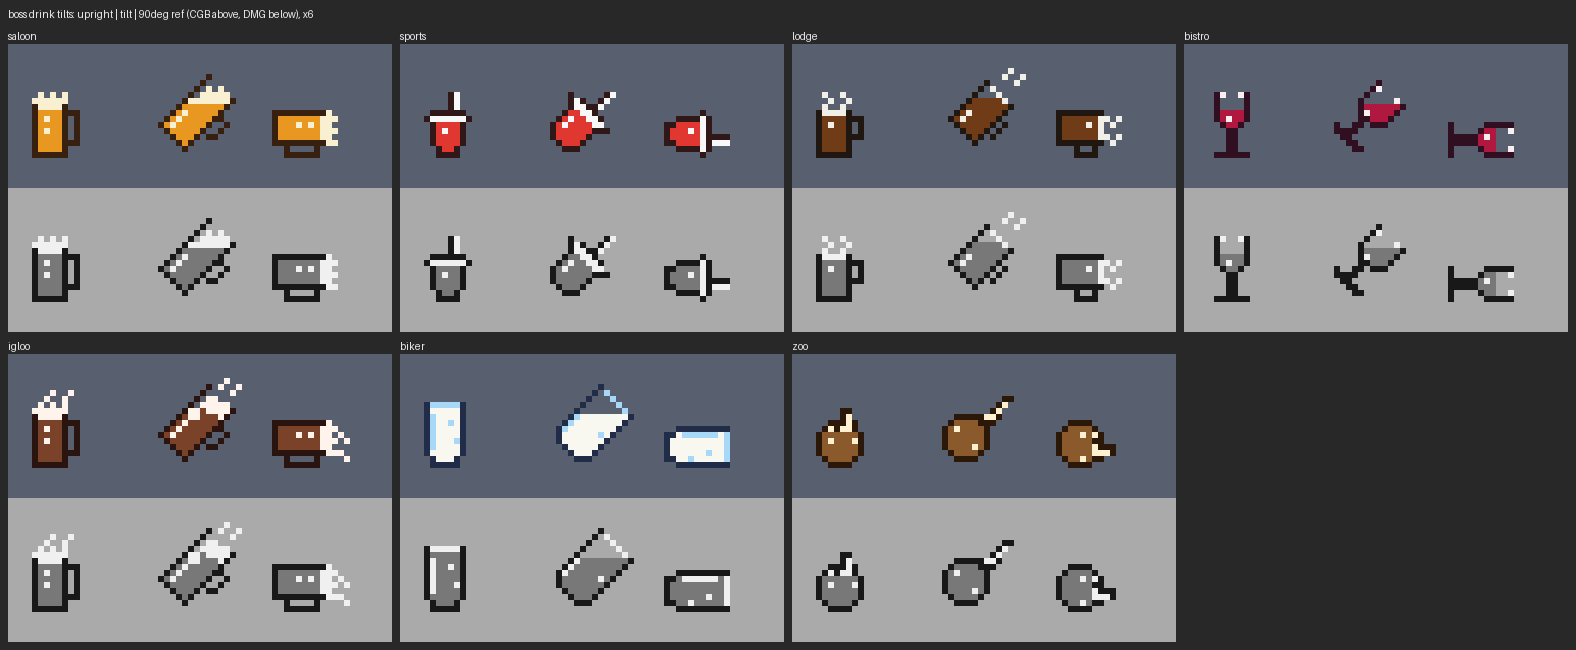 boss drink tilts: upright | tilt | 90deg ref (CGB above, DMG below), x6
saloon
sports
lodge
bistro
igloo
biker
zoo